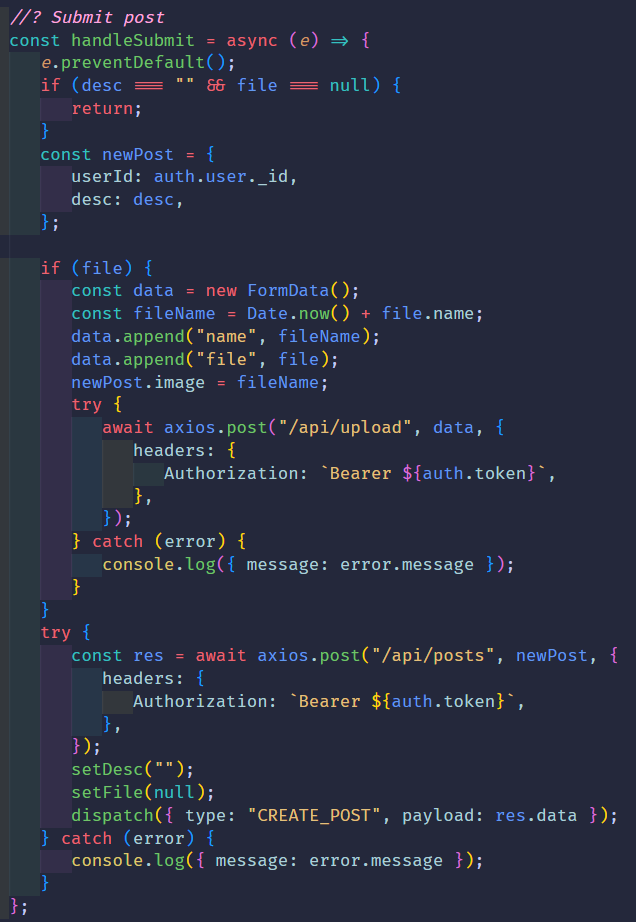 //? Submit post
const handleSubmit = async (e) => {
    e.preventDefault();
    if (desc === "" && file === null) {
        return;
    }
    const newPost = {
        userId: auth.user._id,
        desc: desc,
    };

    if (file) {
        const data = new FormData();
        const fileName = Date.now() + file.name;
        data.append("name", fileName);
        data.append("file", file);
        newPost.image = fileName;
        try {
            await axios.post("/api/upload", data, {
                headers: {
                    Authorization: `Bearer ${auth.token}`,
                },
            });
        } catch (error) {
            console.log({ message: error.message });
        }
    }
    try {
        const res = await axios.post("/api/posts", newPost, {
            headers: {
                Authorization: `Bearer ${auth.token}`,
            },
        });
        setDesc("");
        setFile(null);
        dispatch({ type: "CREATE_POST", payload: res.data });
    } catch (error) {
        console.log({ message: error.message });
    }
};